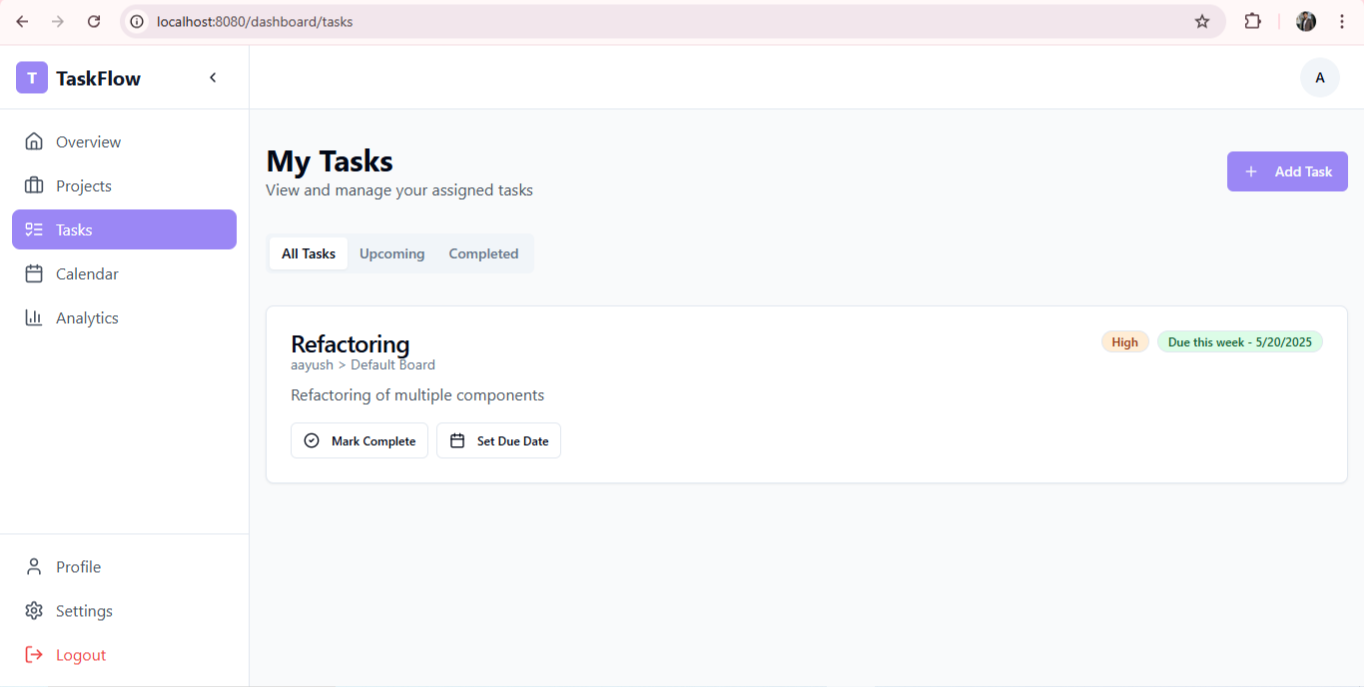 localhost:8080/dashboard/tasks
T TaskFlow
A
Overview
Projects
Tasks
Calendar
Analytics
Profile
Settings
Logout
My Tasks
View and manage your assigned tasks
+ Add Task
All Tasks Upcoming Completed
Refactoring
High Due this week - 5/20/2025
aayush > Default Board
Refactoring of multiple components
Mark Complete Set Due Date